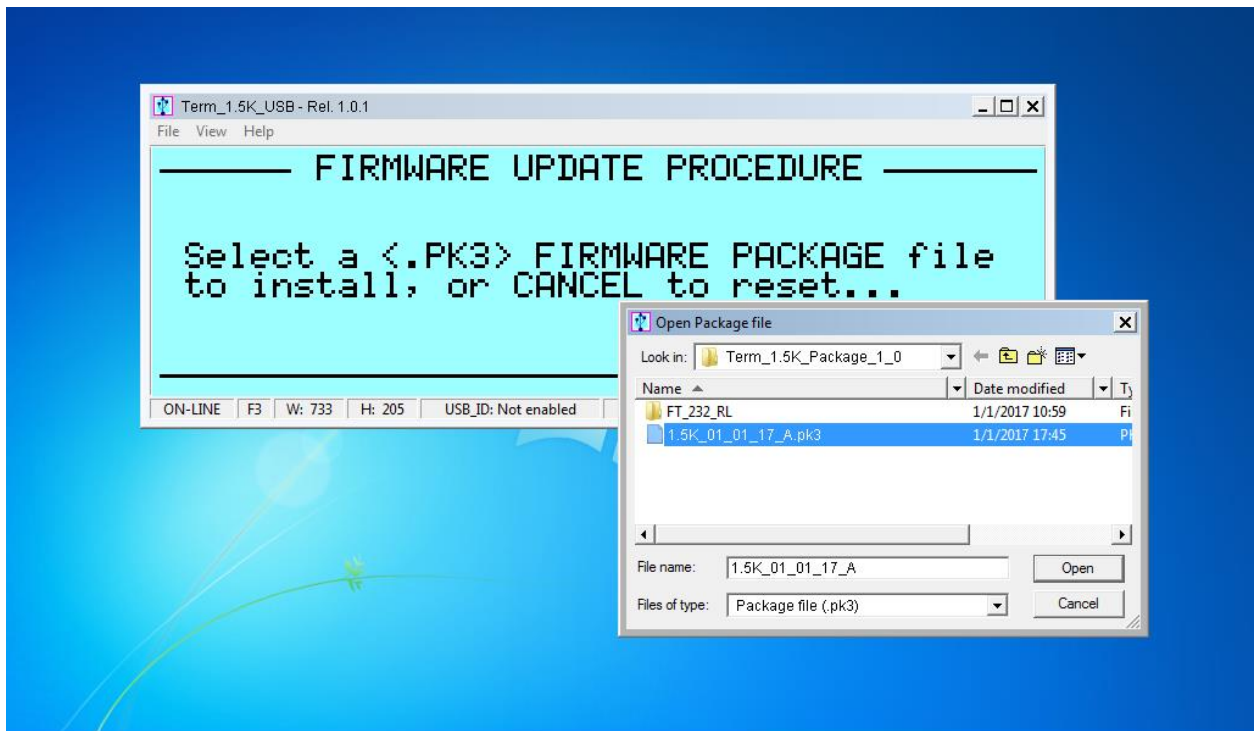 Term_1.5K_USB - Rel. 1.0.1
File View Help
FIRMWARE UPDATE PROCEDURE
Select a <.PK3> FIRMWARE PACKAGE file
to install, or CANCEL to reset...
ON-LINE F3 W: 733 H: 205 USB_ID: Not enabled
Open Package file
Look in: Term_1.5K_Package_1_0
Name Date modified
FT_232_RL 1/1/2017 10:59
1.5K_01_01_17_A.pk3 1/1/2017 17:45
File name: 1.5K_01_01_17_A Open
Files of type: Package file (.pk3) Cancel